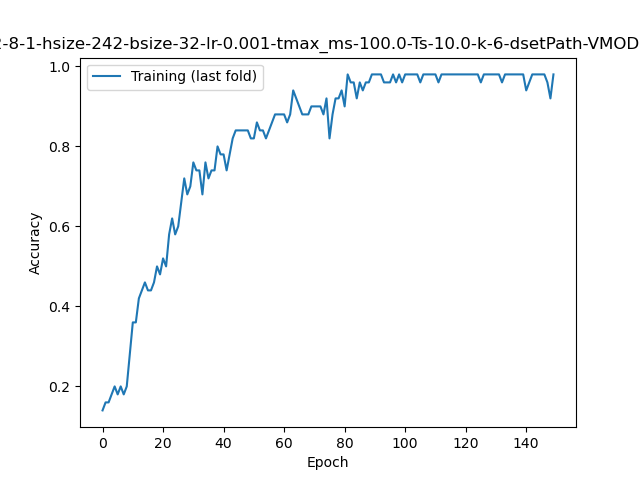 -8-1-hsize-242-bsize-32-lr-0.001-tmax_ms-100.0-Ts-10.0-k-6-dsetPath-VMOD
Training (last fold)
1.0
0.8
0.6
0.4
0.2
Accuracy
0 20 40 60 80 100 120 140
Epoch